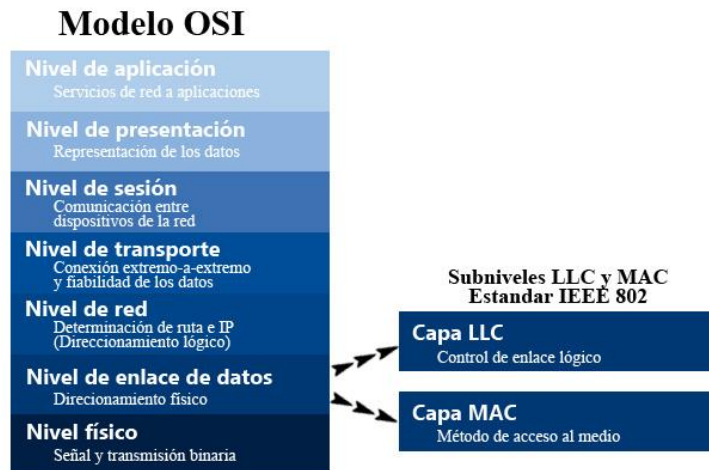 Modelo OSI
Nivel de aplicación
Servicios de red a aplicaciones
Nivel de presentación
Representación de los datos
Nivel de sesión
Comunicación entre
dispositivos de la red
Nivel de transporte
Conexión extremo-a-extremo
y fiabilidad de los datos
Nivel de red
Determinación de ruta e IP
(Direccionamiento lógico)
Nivel de enlace de datos
Direcionamiento físico
Nivel físico
Señal y transmisión binaria
Subniveles LLC y MAC
Estandar IEEE 802
Capa LLC
Control de enlace lógico
Capa MAC
Método de acceso al medio